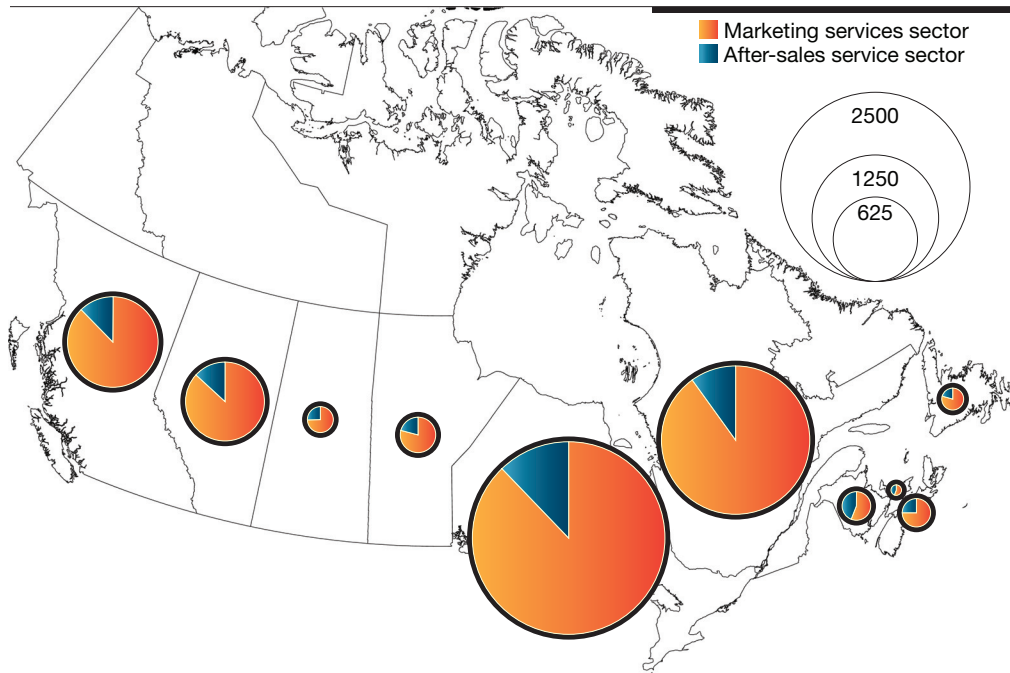 Marketing services sector
After-sales service sector
2500
1250
625